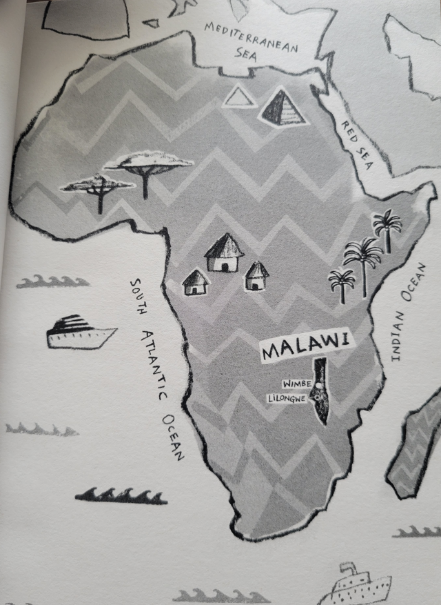 MEDITERRANEAN
SEA
RED SEA
SOUTH ATLANTIC OCEAN
INDIAN OCEAN
MALAWI
WIMBE
LILONGWE